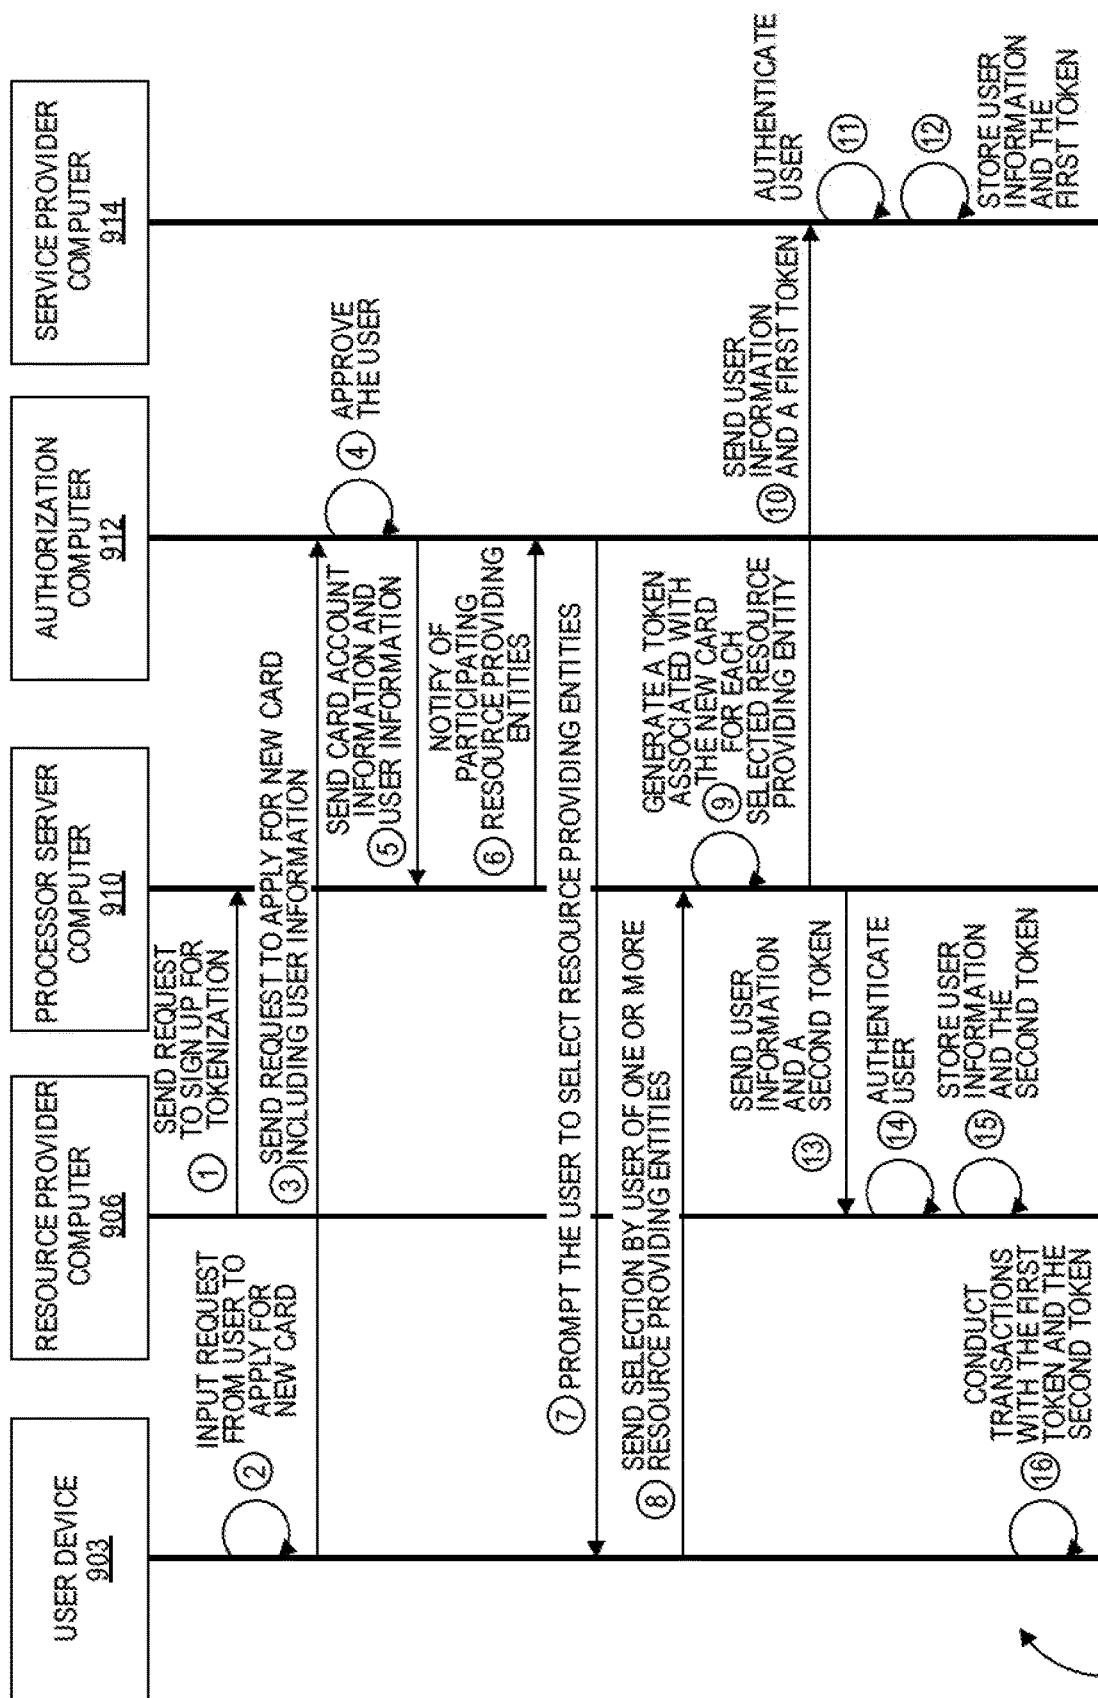 USER DEVICE
903
RESOURCE PROVIDER
COMPUTER
906
PROCESSOR SERVER
COMPUTER
910
AUTHORIZATION
COMPUTER
912
SERVICE PROVIDER
COMPUTER
914
SEND REQUEST
TO SIGN UP FOR
TOKENIZATION
1
INPUT REQUEST
FROM USER TO
APPLY FOR
NEW CARD
2
SEND REQUEST TO APPLY FOR NEW CARD
3 INCLUDING USER INFORMATION
4 APPROVE
THE USER
SEND CARD ACCOUNT
INFORMATION AND
5 USER INFORMATION
NOTIFY OF
PARTICIPATING
6 RESOURCE PROVIDING
ENTITIES
7 PROMPT THE USER TO SELECT RESOURCE PROVIDING ENTITIES
SEND SELECTION BY USER OF ONE OR MORE
8 RESOURCE PROVIDING ENTITIES
GENERATE A TOKEN
ASSOCIATED WITH
THE NEW CARD
9 FOR EACH
SELECTED RESOURCE
PROVIDING ENTITY
SEND USER
INFORMATION
10 AND A FIRST TOKEN
AUTHENTICATE
USER
11
12
STORE USER
INFORMATION
AND THE
FIRST TOKEN
SEND USER
INFORMATION
AND A
13 SECOND TOKEN
AUTHENTICATE
14 USER
STORE USER
INFORMATION
15 AND THE
SECOND TOKEN
CONDUCT
TRANSACTIONS
WITH THE FIRST
16 TOKEN AND THE
SECOND TOKEN